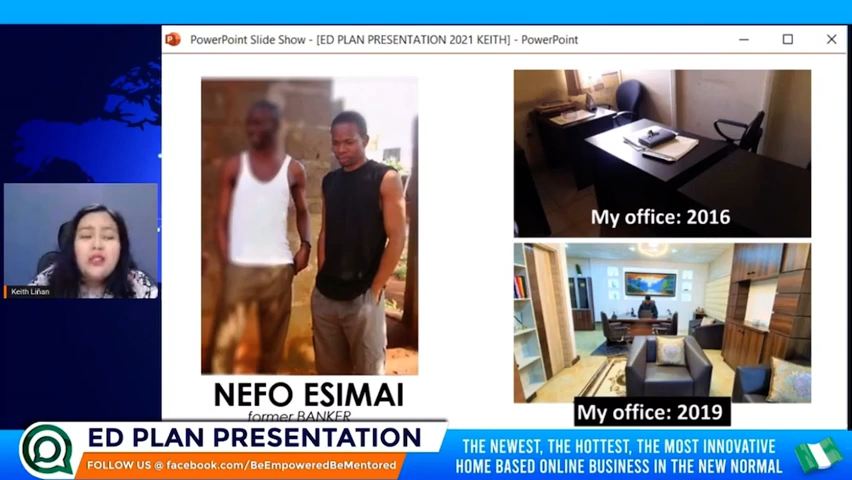 PowerPoint Slide Show - [ED PLAN PRESENTATION 2021 KEITH] - PowerPoint
My office: 2016
Keith Liñan
My office: 2019
NEFO ESIMAI
former BANKER
ED PLAN PRESENTATION
FOLLOW US @ facebook.com/BeEmpoweredBeMentored
THE NEWEST, THE HOTTEST, THE MOST INNOVATIVE
HOME BASED ONLINE BUSINESS IN THE NEW NORMAL